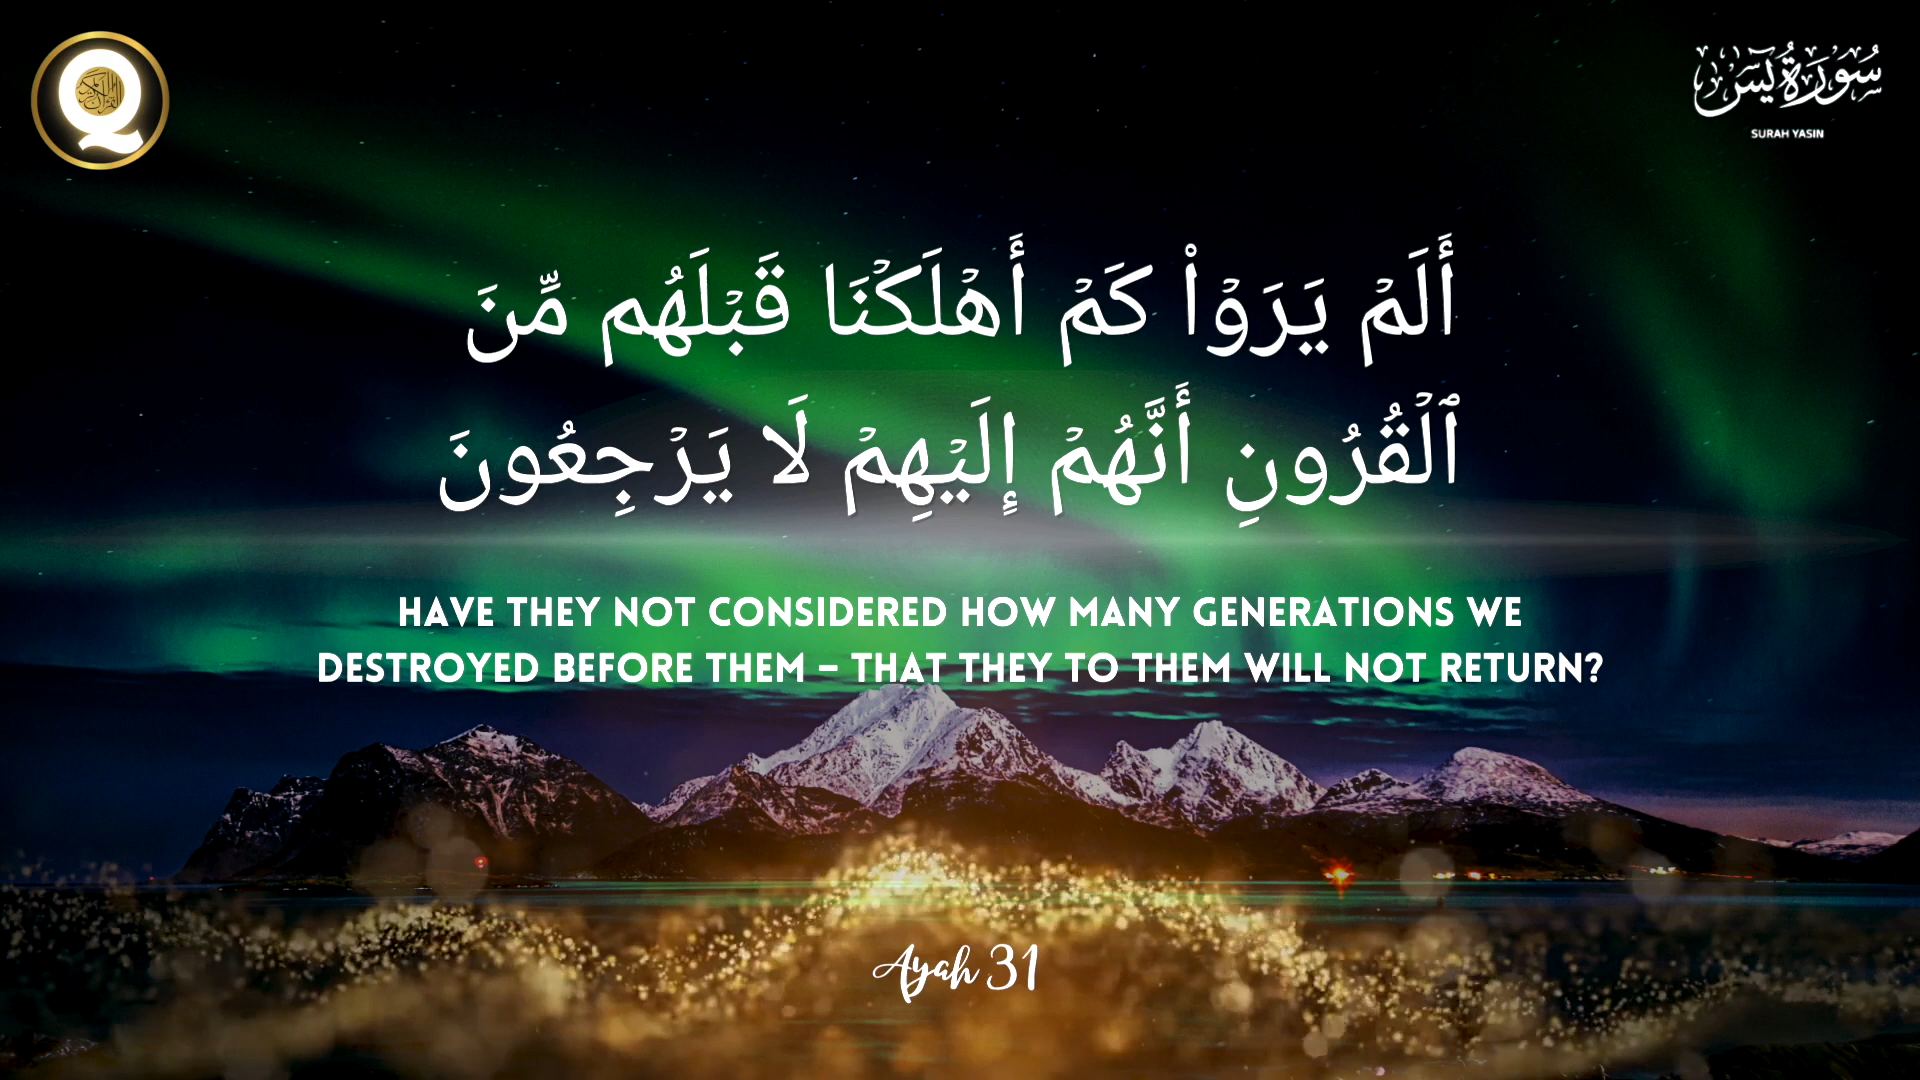 سُورَةُ يسٓ
SURAH YASIN
أَلَمْ يَرَوْا۟ كَمْ أَهْلَكْنَا قَبْلَهُم مِّنَ
ٱلْقُرُونِ أَنَّهُمْ إِلَيْهِمْ لَا يَرْجِعُونَ
HAVE THEY NOT CONSIDERED HOW MANY GENERATIONS WE
DESTROYED BEFORE THEM – THAT THEY TO THEM WILL NOT RETURN?
Ayah 31